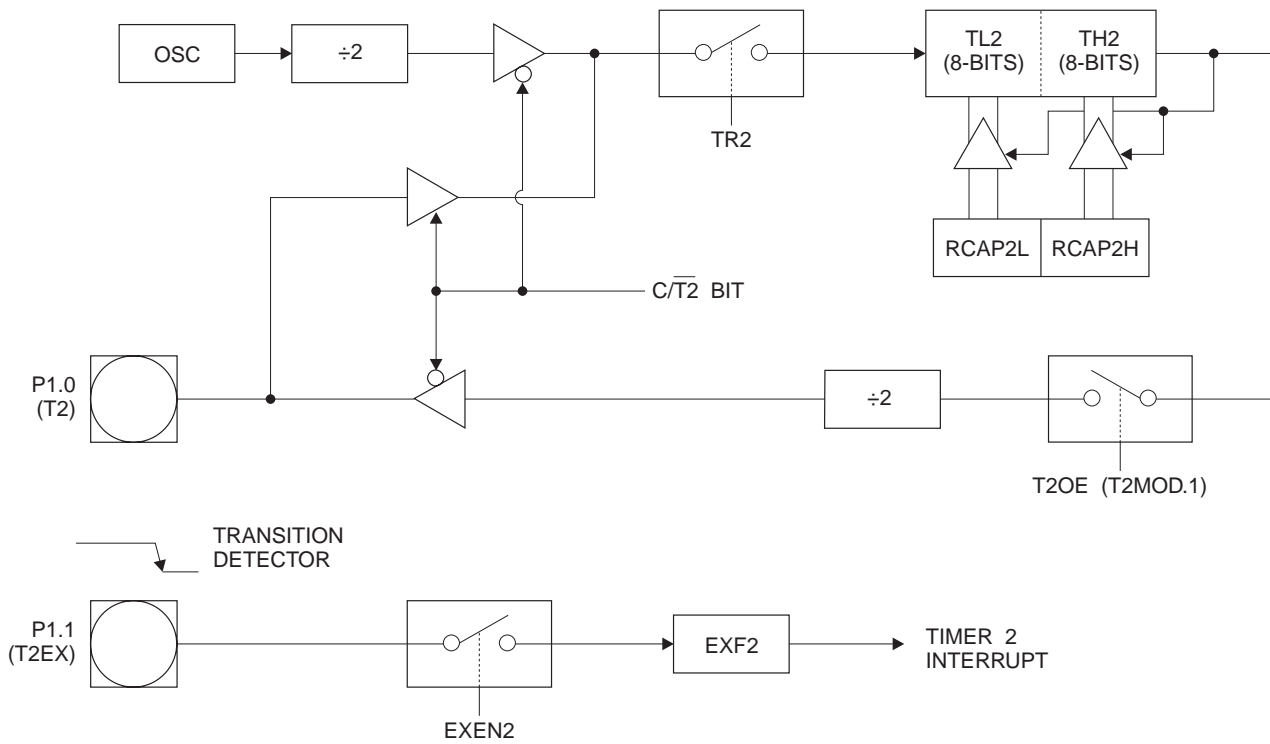 OSC
÷2
TR2
TL2
(8-BITS)
TH2
(8-BITS)
RCAP2L
RCAP2H
C/T2̅ BIT
P1.0
(T2)
÷2
T2OE (T2MOD.1)
TRANSITION
DETECTOR
P1.1
(T2EX)
EXEN2
EXF2
TIMER 2
INTERRUPT